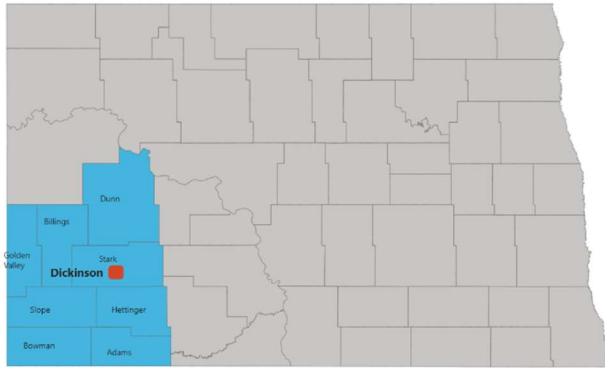 Dunn
Billings
Golden
Valley
Stark
Dickinson
Slope
Hettinger
Bowman
Adams